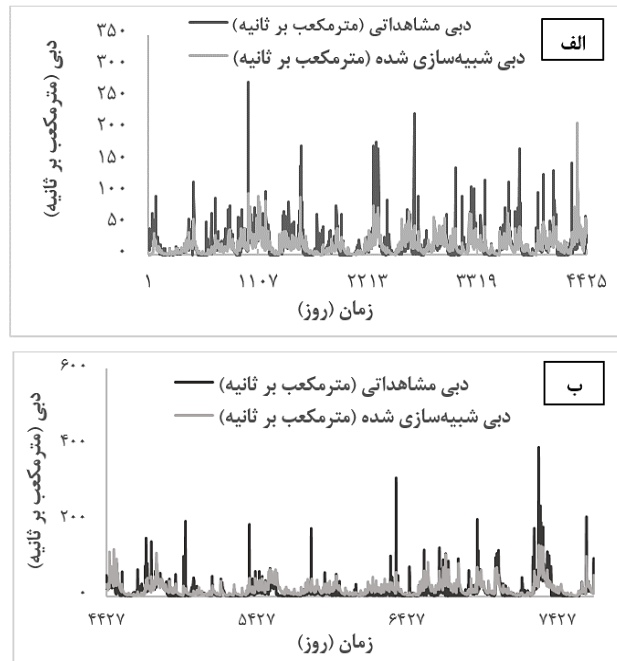 الف
دبی مشاهداتی (مترمکعب بر ثانیه)
دبی شبیه‌سازی شده (مترمکعب بر ثانیه)
دبی (مترمکعب بر ثانیه)
۳۵۰
۳۰۰
۲۵۰
۲۰۰
۱۵۰
۱۰۰
۵۰
۰
۱ ۱۱۰۷ ۲۲۱۳ ۳۳۱۹ ۴۴۲۵
زمان (روز)
ب
دبی مشاهداتی (مترمکعب بر ثانیه)
دبی شبیه‌سازی شده (مترمکعب بر ثانیه)
دبی (مترمکعب بر ثانیه)
۶۰۰
۴۰۰
۲۰۰
۰
۴۴۲۷ ۵۴۲۷ ۶۴۲۷ ۷۴۲۷
زمان (روز)